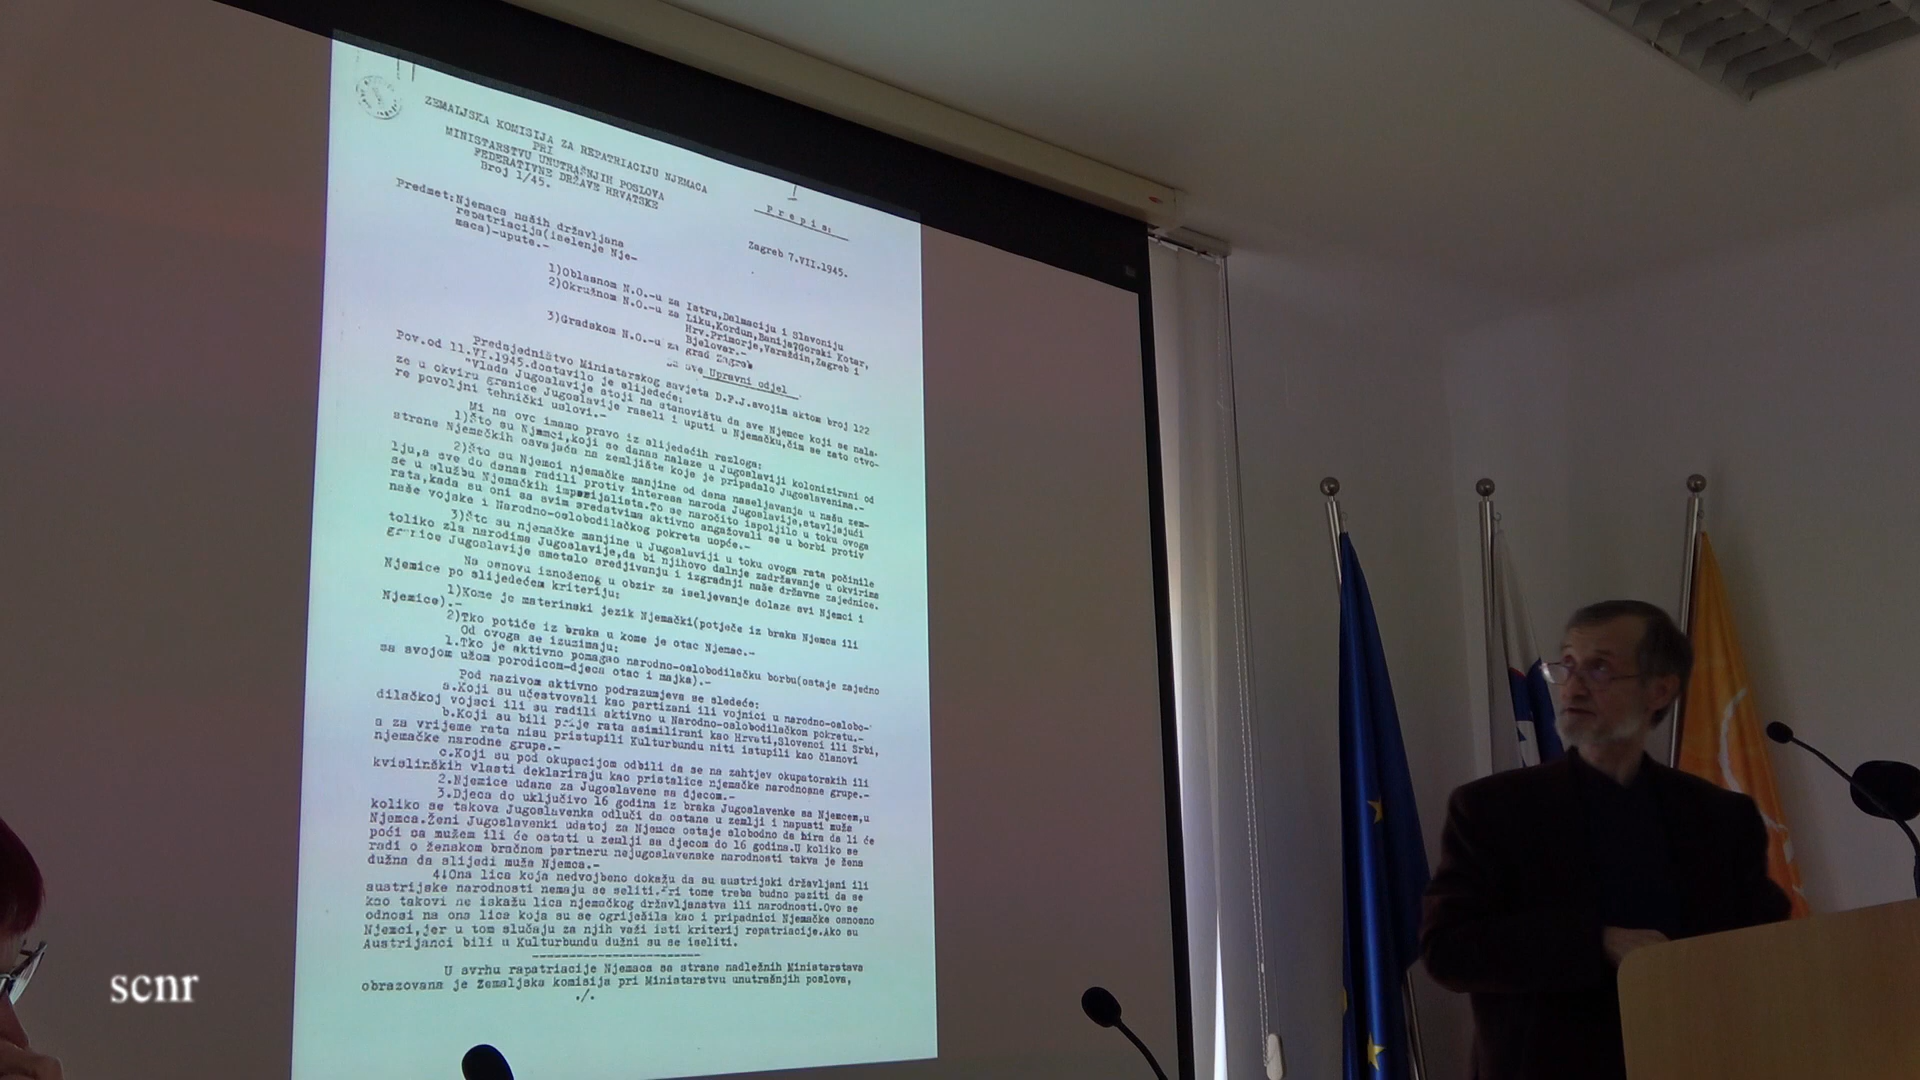 ZEMALJSKA KOMISIJA ZA REPATRIACIJU NJEMACA
PRI
MINISTARSTVU UNUTRAŠNJIH POSLOVA
FEDERATIVNE DRŽAVE HRVATSKE
Broj 1/45.
prepis:
Zagreb 7.VII.1945.
Predmet:Njemaca naših državljana
repatriacija(iselenje Nje-
maca)-upute.-
1)Oblasnom N.O.-u za Istru,Dalmaciju i Slavoniju
2)Okružnom N.O.-u za Liku,Kordun,Banija,Gorski Kotar,
Hrv.Primorje,Varaždin,Zagreb i
Bjelovar.-
3)Gradskom N.O.-u za grad Zagreb
za sve Upravni odjel
Predsjedništvo Ministarskog savjeta D.F.J.svojim aktom broj 122
Pov.od 11.VI.1945.dostavilo je slijedeće:
"Vlada Jugoslavije stoji na stanovištu da sve Njemce koji se nala-
ze u okviru granice Jugoslavije raseli i uputi u Njemačku,čim se zato otvo-
re povoljni tehnički uslovi.-
Mi na ovo imamo pravo iz slijedećih razloga:
1)Što su Njemci,koji se danas nalaze u Jugoslaviji kolonizirani od
strane Njemačkih osvajača na zemljište koje je pripadalo Jugoslavenima.-
2)Što su Njemci njemačke manjine od dana naseljavanja u našu zem-
lju,a sve do danas radili protiv interesa naroda Jugoslavije,stavljajući
se u službu Njemačkih imperijalista.To se naročito ispoljilo u toku ovoga
rata,kada su oni sa svim sredstvima aktivno angažovali se u borbi protiv
naše vojske i Narodno-oslobodilačkog pokreta uopće.-
3)Što su njemačke manjine u Jugoslaviji u toku ovoga rata počinile
toliko zla narodima Jugoslavije,da bi njihovo dalnje zadržavanje u okvirima
granice Jugoslavije smetalo sredjivanju i izgradnji naše državne zajednice.
Na osnovu iznošenog u obzir za iseljevanje dolaze svi Njemci i
Njemice po slijedećem kriteriju:
1)Kome je materinski jezik Njemački(potječe iz braka Njemca ili
Njemice).-
2)Tko potiče iz braka u kome je otac Njemac.-
Od ovoga se izuzimaju:
1.Tko je aktivno pomagao narodno-oslobodilačku borbu(ostaje zajedno
sa svojom užom porodicom-djeca otac i majka).-
Pod nazivom aktivno podrazumjeva se sledeće:
a.Koji su učestvovali kao partizani ili vojnici u narodno-oslobo-
dilačkoj vojsci ili su radili aktivno u Narodno-oslobodilačkom pokretu.-
b.Koji su bili prije rata asimilirani kao Hrvati,Slovenci ili Srbi,
a za vrijeme rata nisu pristupili Kulturbundu niti istupili kao članovi
njemačke narodne grupe.-
c.Koji su pod okupacijom odbili da se na zahtjev okupatorskih ili
kvislinških vlasti deklariraju kao pristalice njemačke narodnosne grupe.-
2.Njemice udane za Jugoslavene sa djecom.-
3.Djeca do uključivo 16 godina iz braka Jugoslavenke sa Njemcem,u
koliko se takova Jugoslavenka odluči da ostane u zemlji i napusti muža
Njemca.Ženi Jugoslavenki udatoj za Njemca ostaje slobodno da bira da li će
poći sa mužem ili će ostati u zemlji sa djecom do 16 godina.U koliko se
radi o ženskom bračnom partneru nejugoslavenske narodnosti takva je žena
dužna da slijedi muža Njemca.-
4.Ona lica koja nedvojbeno dokažu da su austrijski državljani ili
austrijske narodnosti nemaju se seliti.Pri tome treba budno paziti da se
kao takovi ne iskažu lica njemačkog državljanstva ili narodnosti.Ovo se
odnosi na ona lica koja su se ogriješila kao i pripadnici Njemačke osnosno
Njemci,jer u tom slučaju za njih važi isti kriterij repatriacije.Ako su
Austrijanci bili u Kulturbundu dužni su se iseliti.
U svrhu rapatriacije Njemaca sa strane nadležnih Ministarstava
obrazovana je Zemaljska komisija pri Ministarstvu unutrašnjih poslova,
./.
scnr